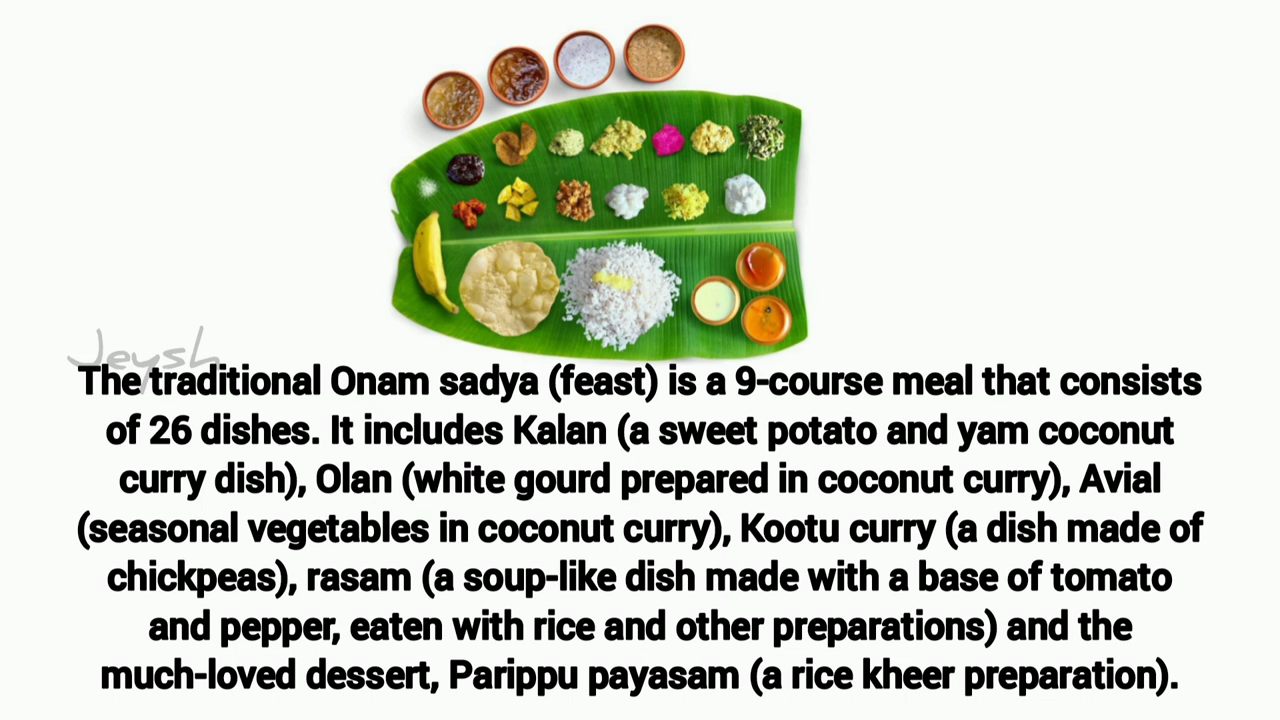 Jeysh
The traditional Onam sadya (feast) is a 9-course meal that consists
of 26 dishes. It includes Kalan (a sweet potato and yam coconut
curry dish), Olan (white gourd prepared in coconut curry), Avial
(seasonal vegetables in coconut curry), Kootu curry (a dish made of
chickpeas), rasam (a soup-like dish made with a base of tomato
and pepper, eaten with rice and other preparations) and the
much-loved dessert, Parippu payasam (a rice kheer preparation).